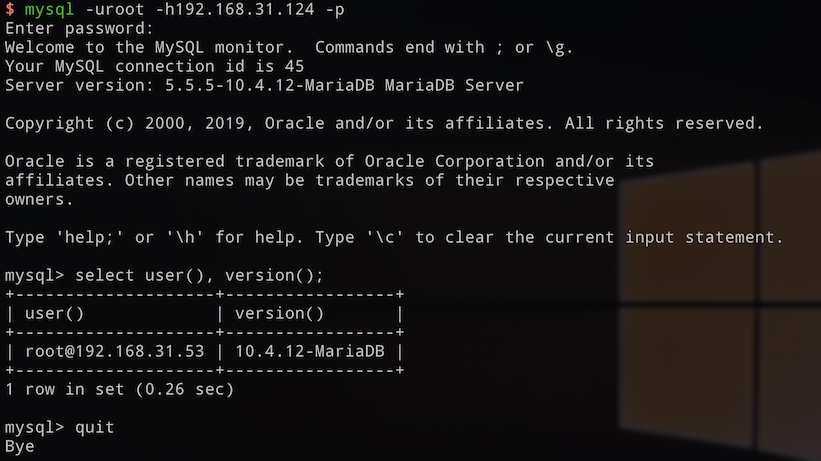 $ mysql -uroot -h192.168.31.124 -p
Enter password:
Welcome to the MySQL monitor.  Commands end with ; or \g.
Your MySQL connection id is 45
Server version: 5.5.5-10.4.12-MariaDB MariaDB Server

Copyright (c) 2000, 2019, Oracle and/or its affiliates. All rights reserved.

Oracle is a registered trademark of Oracle Corporation and/or its
affiliates. Other names may be trademarks of their respective
owners.

Type 'help;' or '\h' for help. Type '\c' to clear the current input statement.

mysql> select user(), version();
+--------------------+-----------------+
| user()             | version()       |
+--------------------+-----------------+
| root@192.168.31.53 | 10.4.12-MariaDB |
+--------------------+-----------------+
1 row in set (0.26 sec)

mysql> quit
Bye